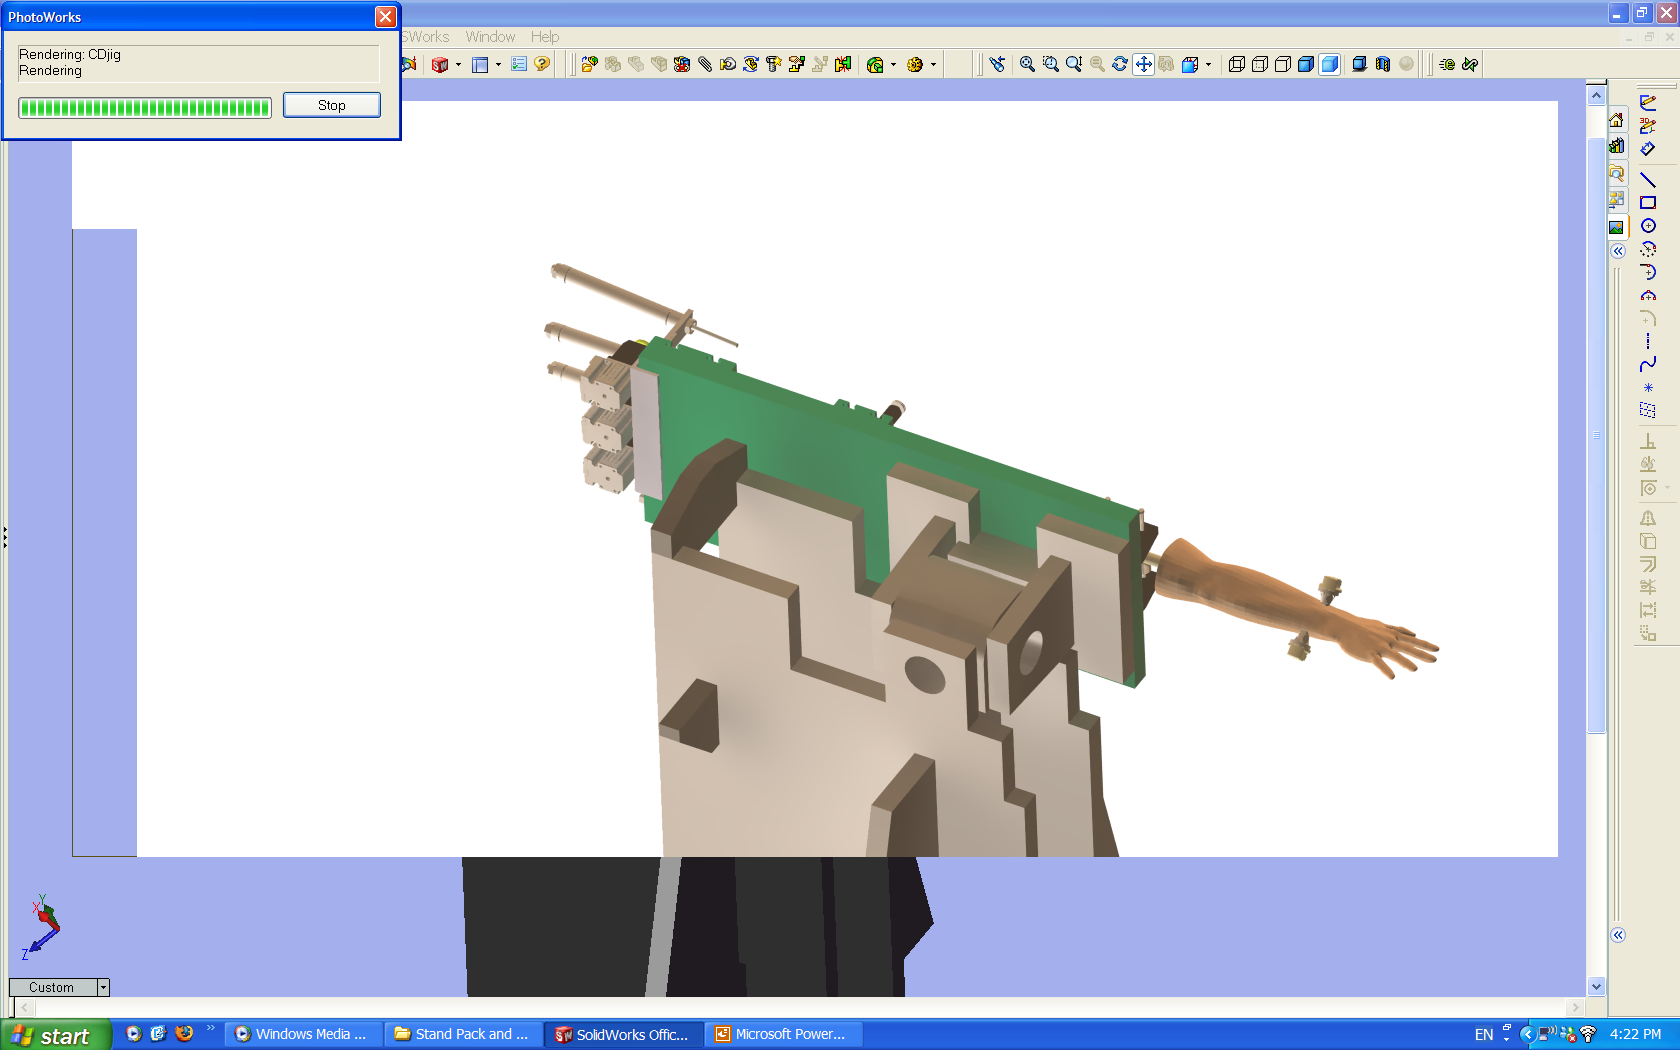 PhotoWorks
Rendering: CDjig
Rendering
Stop
SWorks Window Help
3D
Y
X
Z
Custom
start
Windows Media ...
Stand Pack and ...
SolidWorks Offic...
Microsoft Power...
EN
4:22 PM